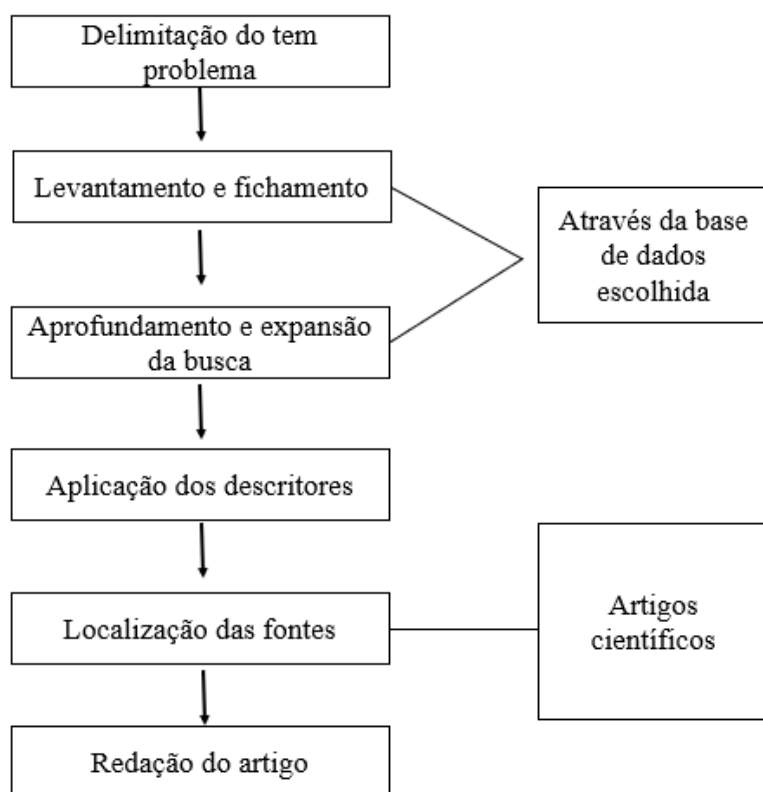 Delimitação do tem
problema
Levantamento e fichamento
Através da base
de dados
escolhida
Aprofundamento e expansão
da busca
Aplicação dos descritores
Localização das fontes
Artigos
científicos
Redação do artigo